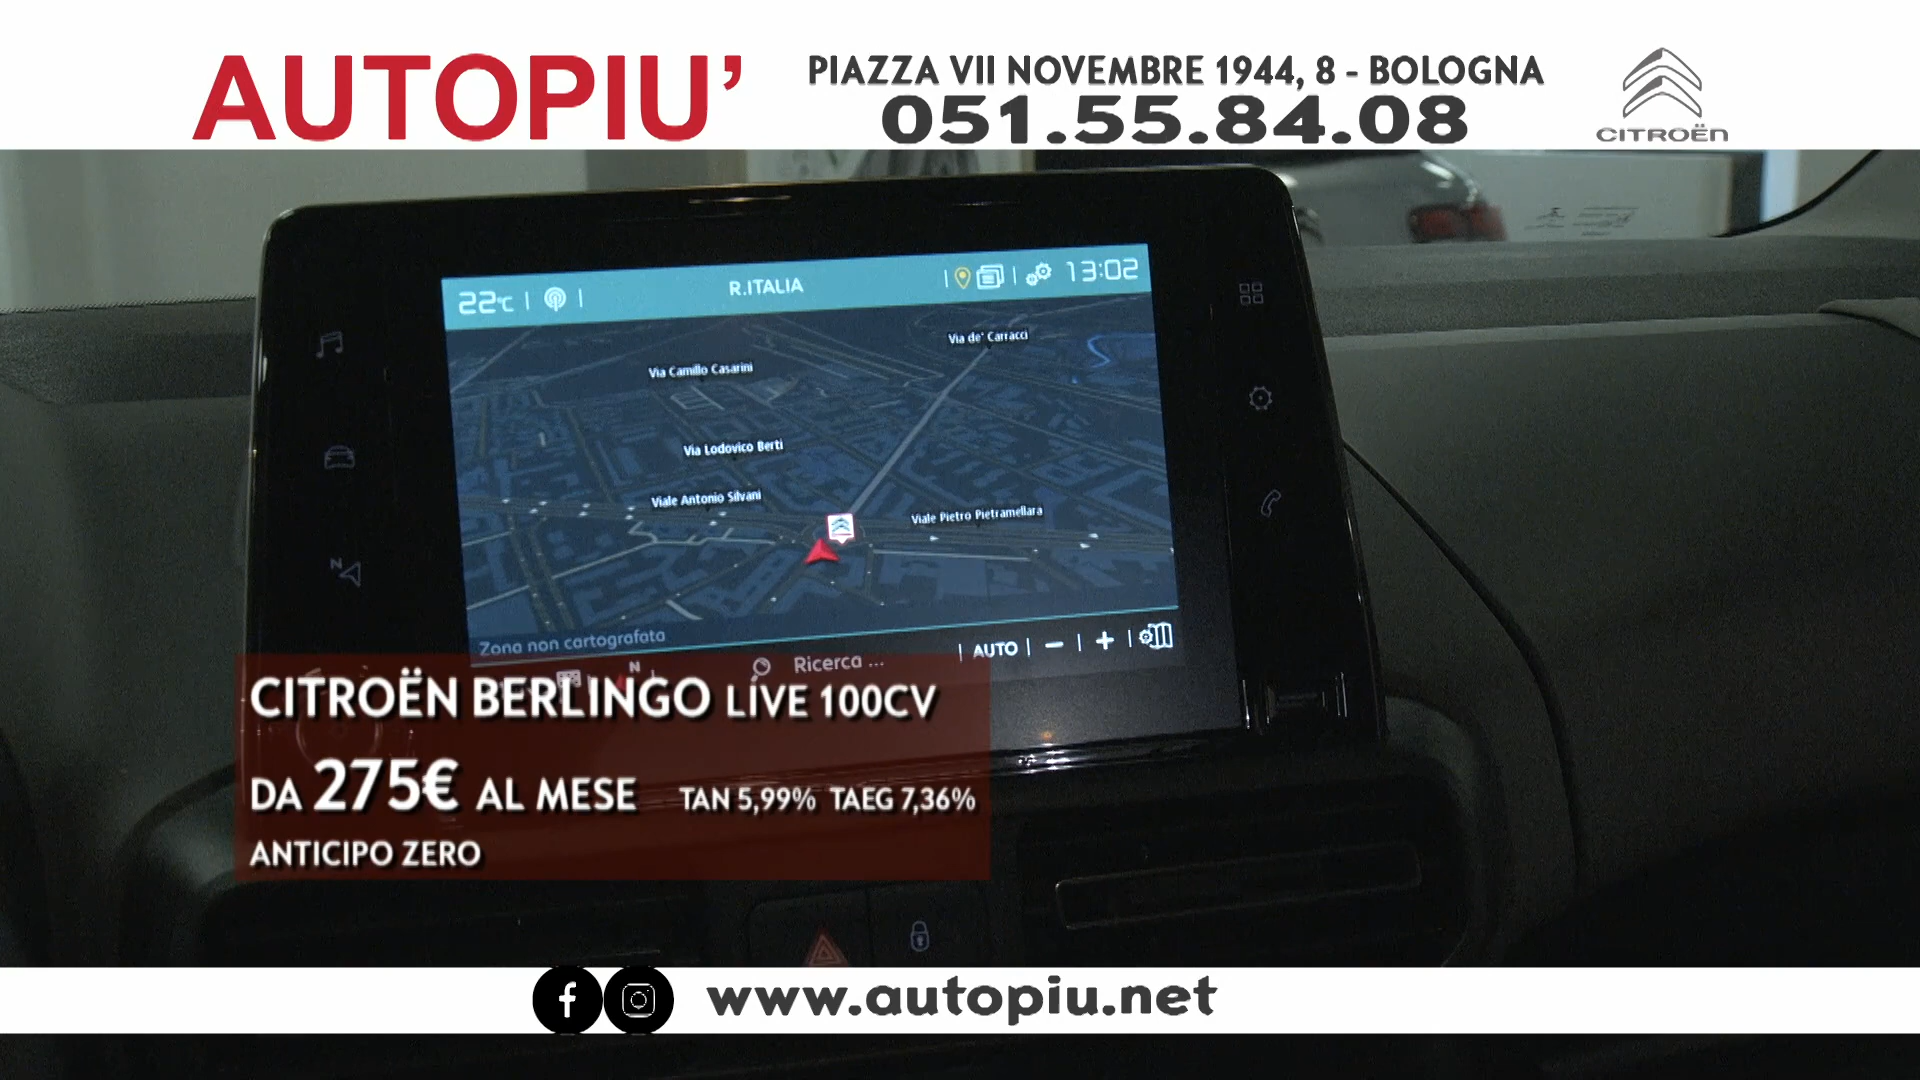 AUTOPIU'
PIAZZA VII NOVEMBRE 1944, 8 - BOLOGNA
051.55.84.08
CITROËN
22°C
R.ITALIA
13:02
Via de' Carracci
Via Camillo Casarini
Via Lodovico Berti
Viale Antonio Silvani
Viale Pietro Pietramellara
Zona non cartografata
N
N
Ricerca ...
AUTO − +
CITROËN BERLINGO LIVE 100CV
DA 275€ AL MESE TAN 5,99% TAEG 7,36%
ANTICIPO ZERO
www.autopiu.net